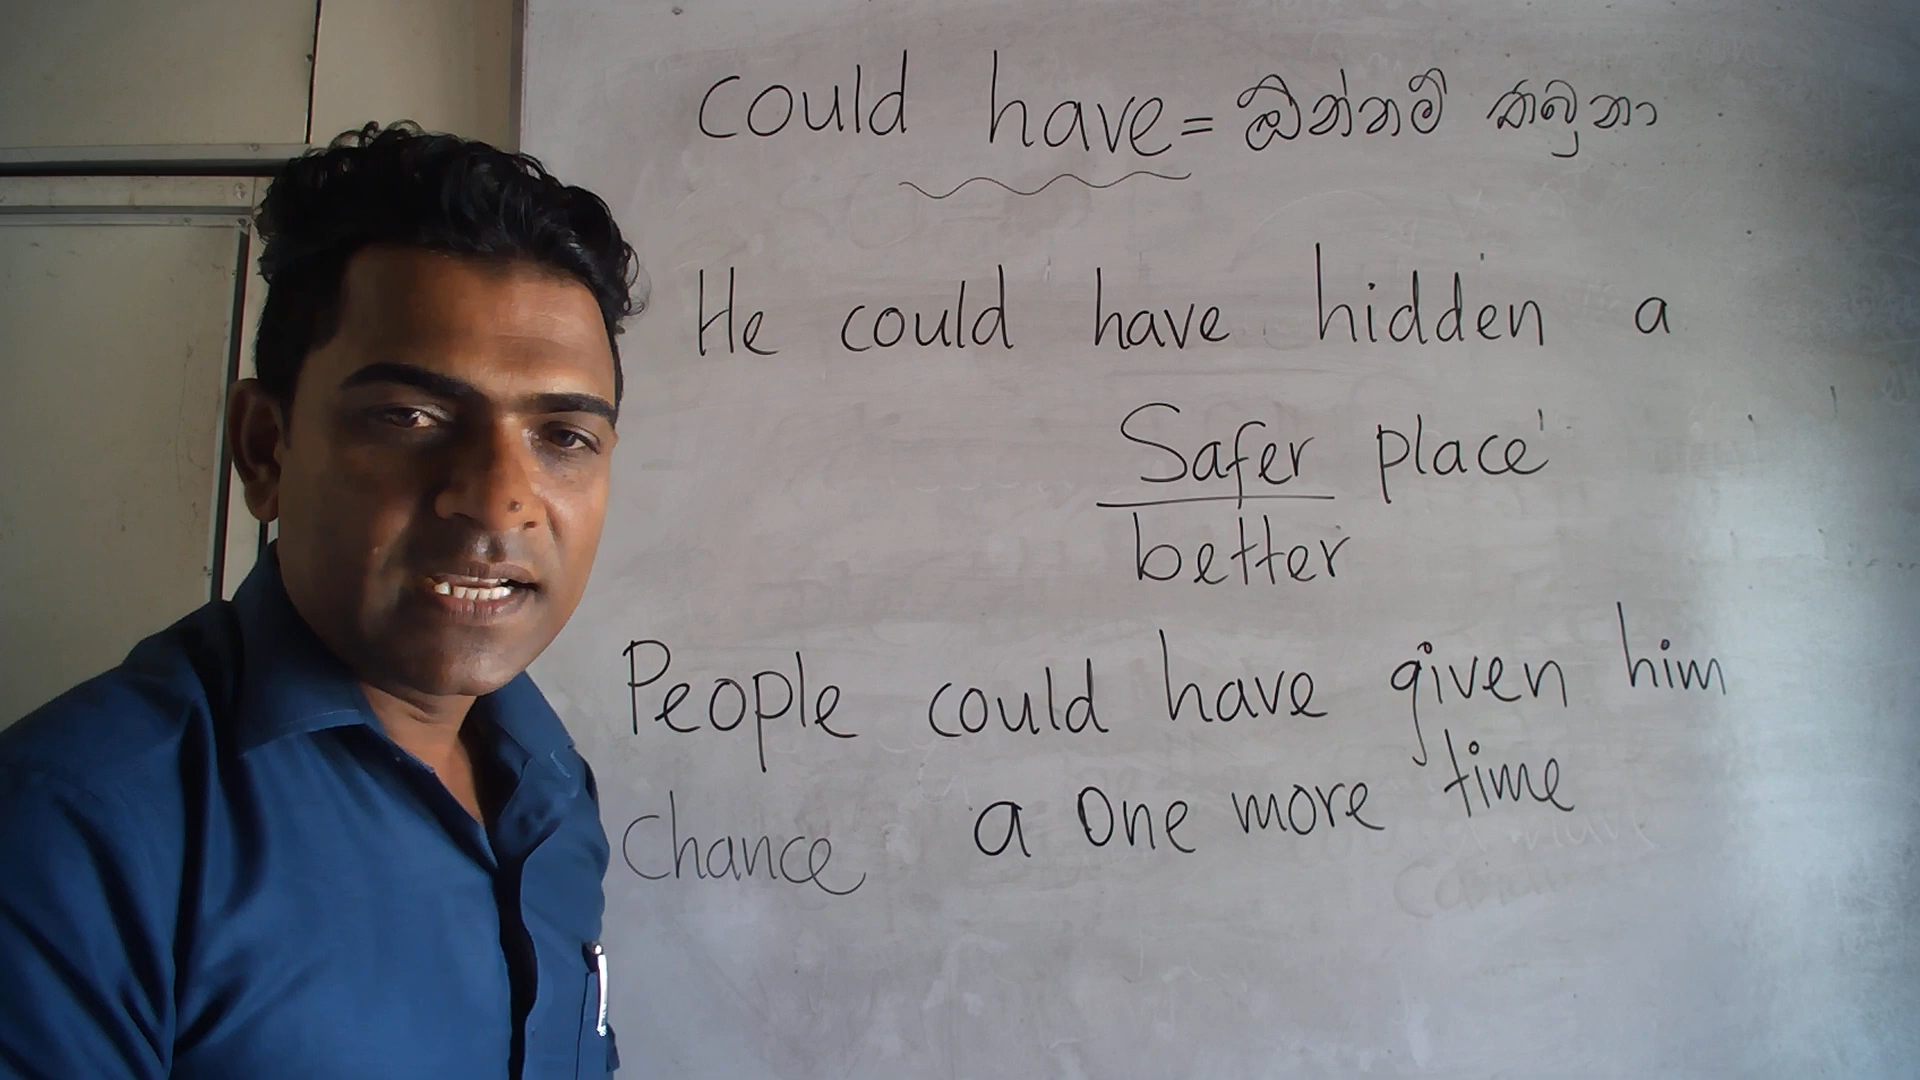 could have = ඔින්නම් තිබුනා
He could have hidden a
Safer place
better
People could have given him
Chance a one more time